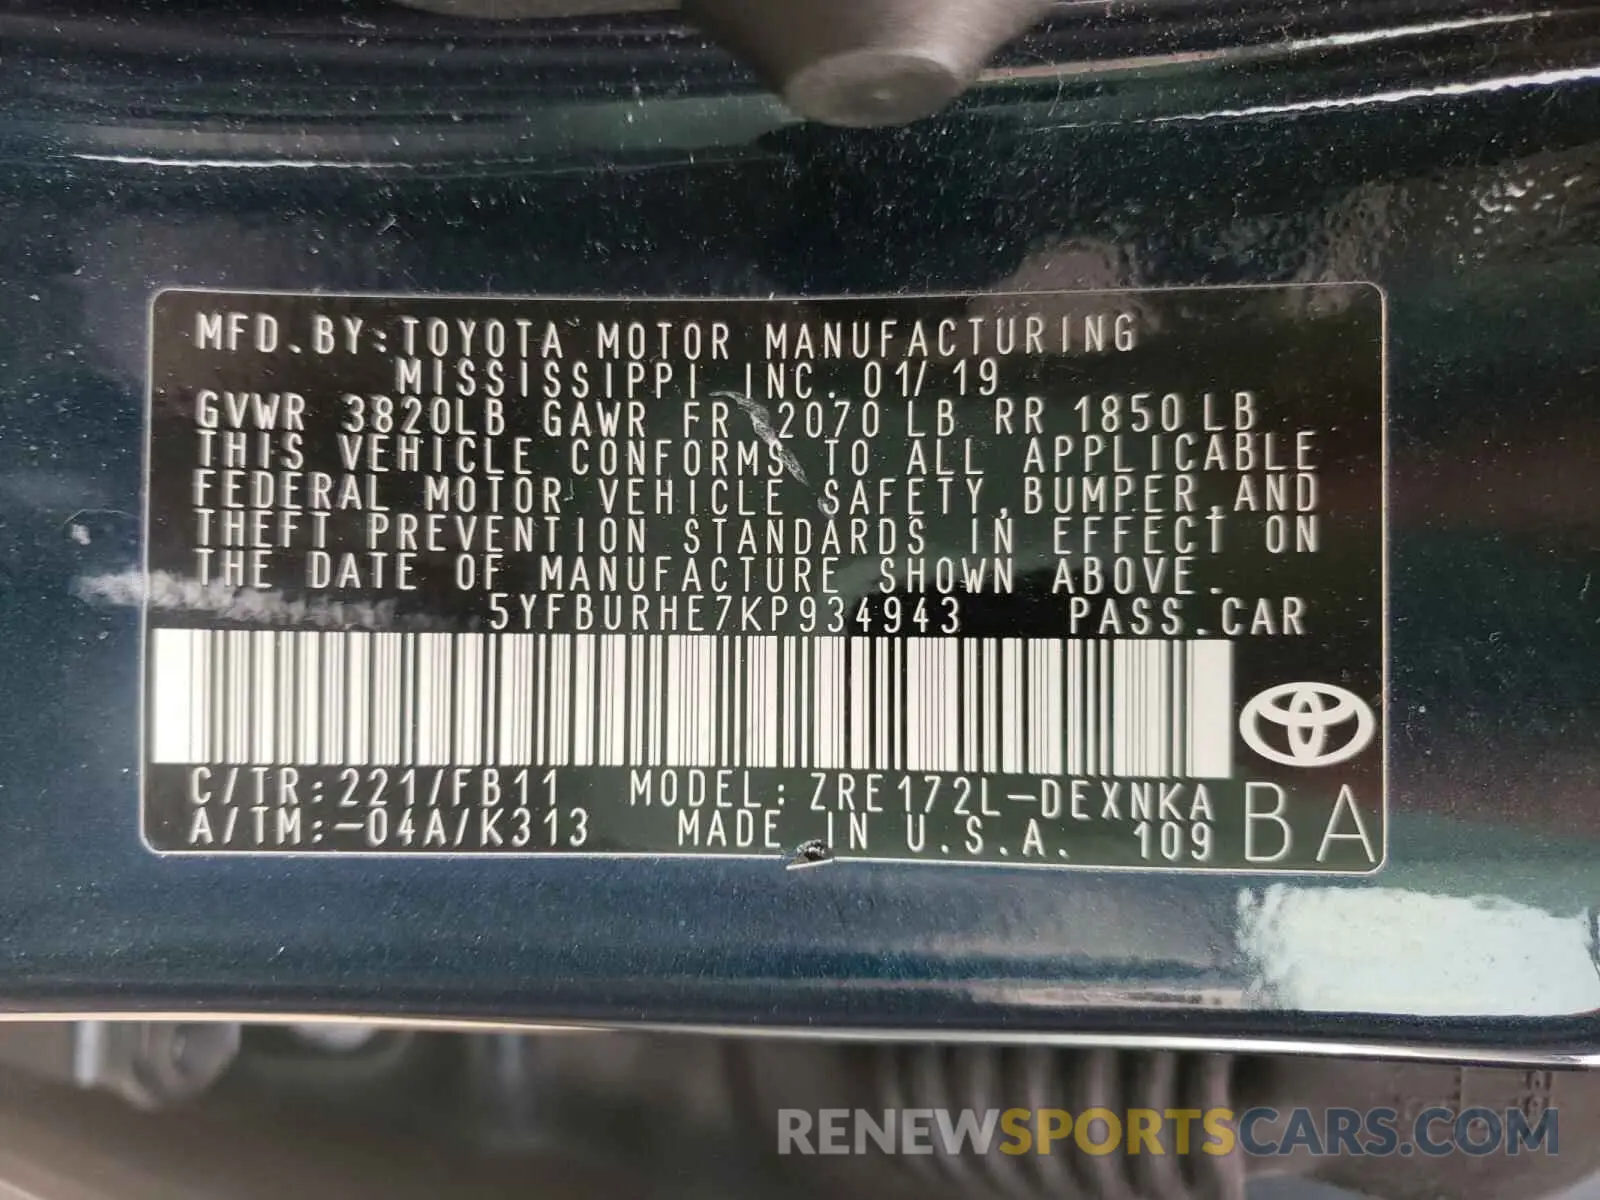 MFD.BY:TOYOTA MOTOR MANUFACTURING
MISSISSIPPI INC. 01/19
GVWR 3820LB GAWR FR 2070LB RR 1850LB
THIS VEHICLE CONFORMS TO ALL APPLICABLE
FEDERAL MOTOR VEHICLE SAFETY,BUMPER,AND
THEFT PREVENTION STANDARDS IN EFFECT ON
THE DATE OF MANUFACTURE SHOWN ABOVE.
5YFBURHE7KP934943 PASS.CAR
C/TR:221/FB11 MODEL:ZRE172L-DEXNKA
A/TM:-04A/K313 MADE IN U.S.A. 109 BA
RENEWSPORTSCARS.COM